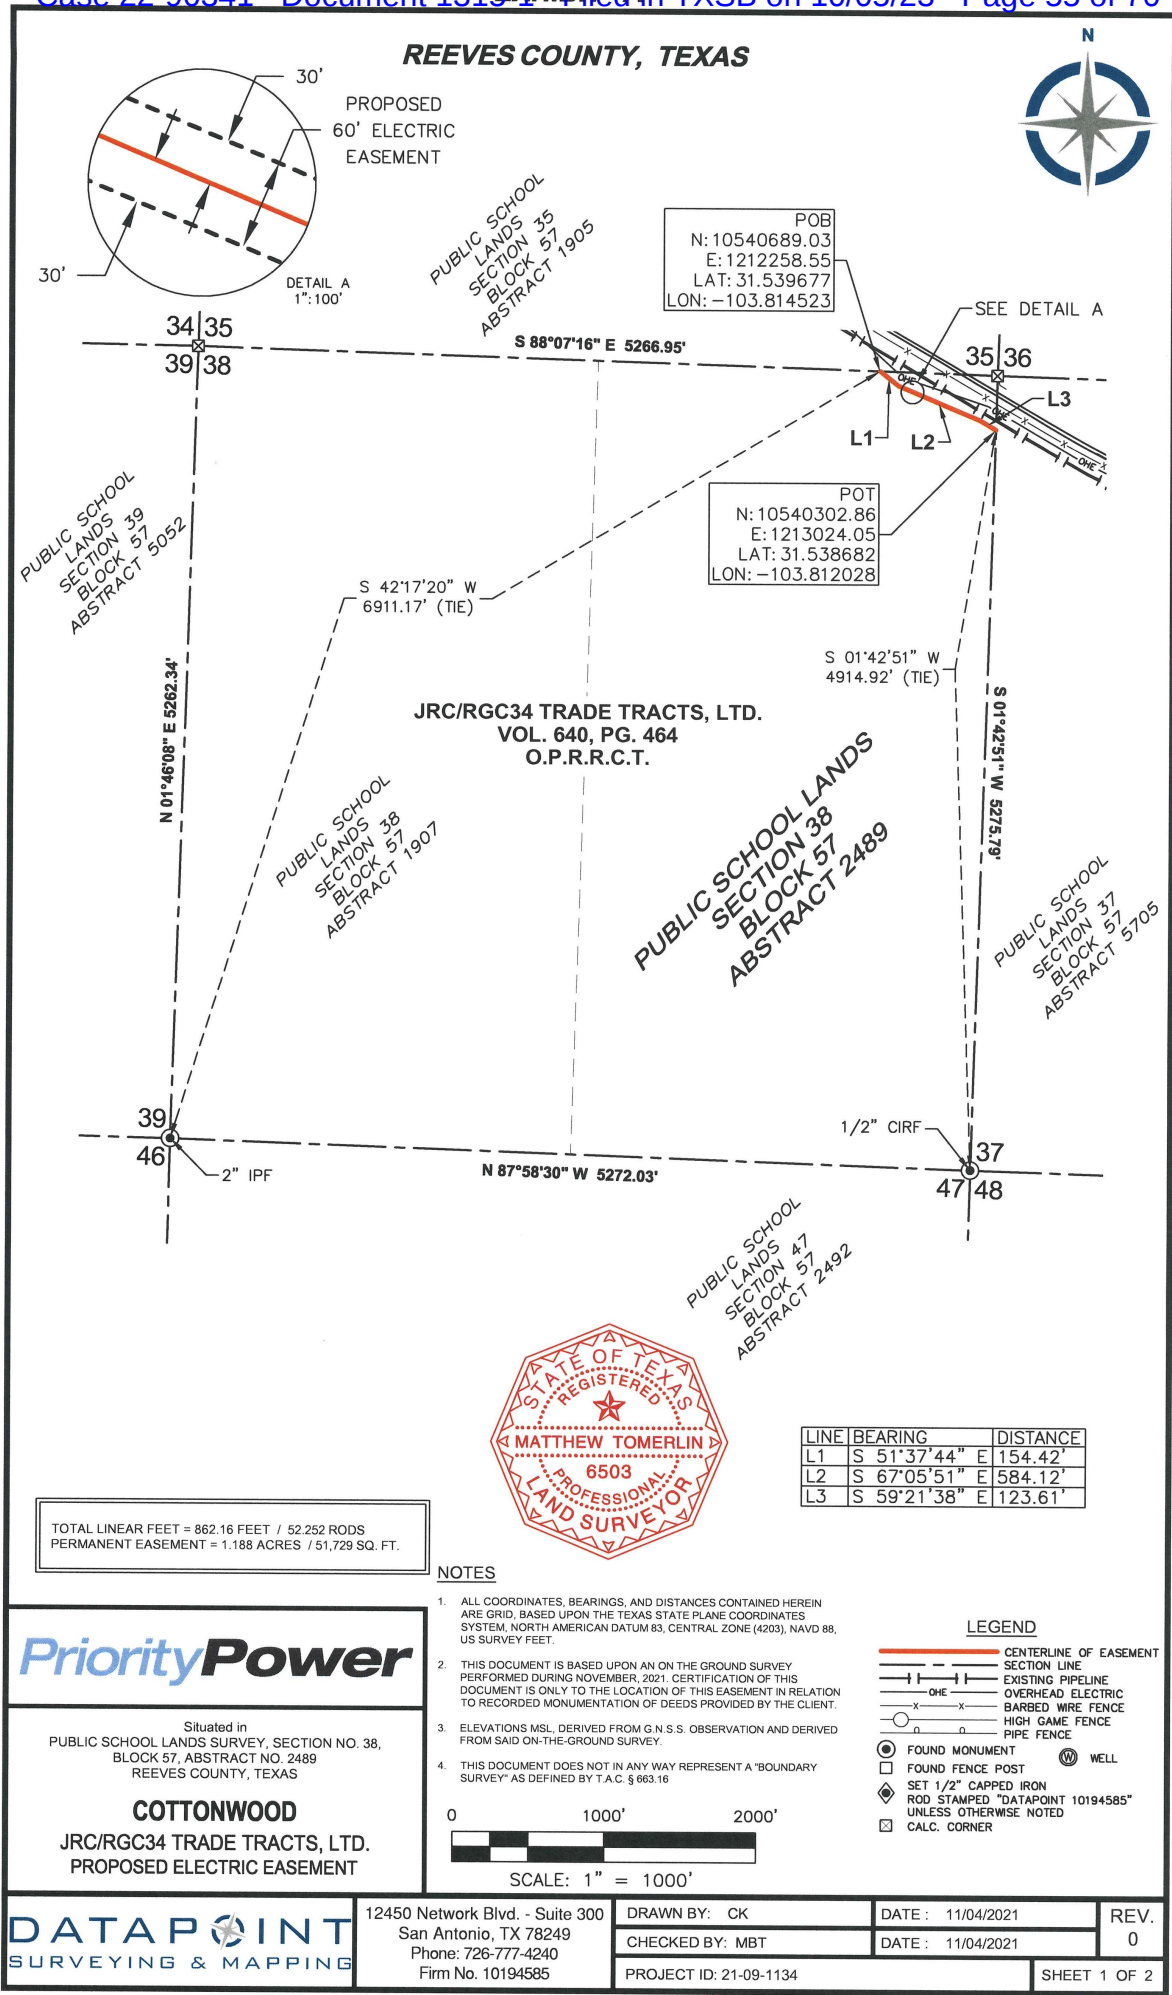 REEVES COUNTY, TEXAS
N
30'
PROPOSED
60' ELECTRIC
EASEMENT
30'
DETAIL A
1":100'
PUBLIC SCHOOL
LANDS
SECTION 35
BLOCK 57
ABSTRACT 1905
POB
N: 10540689.03
E: 1212258.55
LAT: 31.539677
LON: -103.814523
SEE DETAIL A
34 35
39 38
S 88°07'16" E 5266.95'
35 36
OHE
OHE
OHE
L1
L2
L3
POT
N: 10540302.86
E: 1213024.05
LAT: 31.538682
LON: -103.812028
PUBLIC SCHOOL
LANDS
SECTION 39
BLOCK 57
ABSTRACT 5052
S 42°17'20" W
6911.17' (TIE)
S 01°42'51" W
4914.92' (TIE)
N 01°46'08" E 5262.34'
S 01°42'51" W 5275.79'
JRC/RGC34 TRADE TRACTS, LTD.
VOL. 640, PG. 464
O.P.R.R.C.T.
PUBLIC SCHOOL
LANDS
SECTION 38
BLOCK 57
ABSTRACT 1907
PUBLIC SCHOOL LANDS
SECTION 38
BLOCK 57
ABSTRACT 2489
PUBLIC SCHOOL
LANDS
SECTION 37
BLOCK 57
ABSTRACT 5705
39
46
2" IPF
N 87°58'30" W 5272.03'
1/2" CIRF
37
47 48
PUBLIC SCHOOL
LANDS
SECTION 47
BLOCK 57
ABSTRACT 2492
STATE OF TEXAS
REGISTERED
MATTHEW TOMERLIN
6503
PROFESSIONAL
LAND SURVEYOR
LINE BEARING DISTANCE
L1 S 51°37'44" E 154.42'
L2 S 67°05'51" E 584.12'
L3 S 59°21'38" E 123.61'
TOTAL LINEAR FEET = 862.16 FEET / 52.252 RODS
PERMANENT EASEMENT = 1.188 ACRES / 51,729 SQ. FT.
NOTES
1. ALL COORDINATES, BEARINGS, AND DISTANCES CONTAINED HEREIN
ARE GRID, BASED UPON THE TEXAS STATE PLANE COORDINATES
SYSTEM, NORTH AMERICAN DATUM 83, CENTRAL ZONE (4203), NAVD 88,
US SURVEY FEET.
2. THIS DOCUMENT IS BASED UPON AN ON THE GROUND SURVEY
PERFORMED DURING NOVEMBER, 2021. CERTIFICATION OF THIS
DOCUMENT IS ONLY TO THE LOCATION OF THIS EASEMENT IN RELATION
TO RECORDED MONUMENTATION OF DEEDS PROVIDED BY THE CLIENT.
3. ELEVATIONS MSL, DERIVED FROM G.N.S.S. OBSERVATION AND DERIVED
FROM SAID ON-THE-GROUND SURVEY.
4. THIS DOCUMENT DOES NOT IN ANY WAY REPRESENT A "BOUNDARY
SURVEY" AS DEFINED BY T.A.C. § 663.16
0 1000' 2000'
SCALE: 1" = 1000'
LEGEND
CENTERLINE OF EASEMENT
SECTION LINE
EXISTING PIPELINE
OHE OVERHEAD ELECTRIC
BARBED WIRE FENCE
HIGH GAME FENCE
PIPE FENCE
FOUND MONUMENT
W WELL
FOUND FENCE POST
SET 1/2" CAPPED IRON
ROD STAMPED "DATAPOINT 10194585"
UNLESS OTHERWISE NOTED
CALC. CORNER
PriorityPower
Situated in
PUBLIC SCHOOL LANDS SURVEY, SECTION NO. 38,
BLOCK 57, ABSTRACT NO. 2489
REEVES COUNTY, TEXAS
COTTONWOOD
JRC/RGC34 TRADE TRACTS, LTD.
PROPOSED ELECTRIC EASEMENT
DATAPOINT
SURVEYING & MAPPING
12450 Network Blvd. - Suite 300
San Antonio, TX 78249
Phone: 726-777-4240
Firm No. 10194585
DRAWN BY: CK
DATE : 11/04/2021
CHECKED BY: MBT
DATE : 11/04/2021
REV.
0
PROJECT ID: 21-09-1134
SHEET 1 OF 2